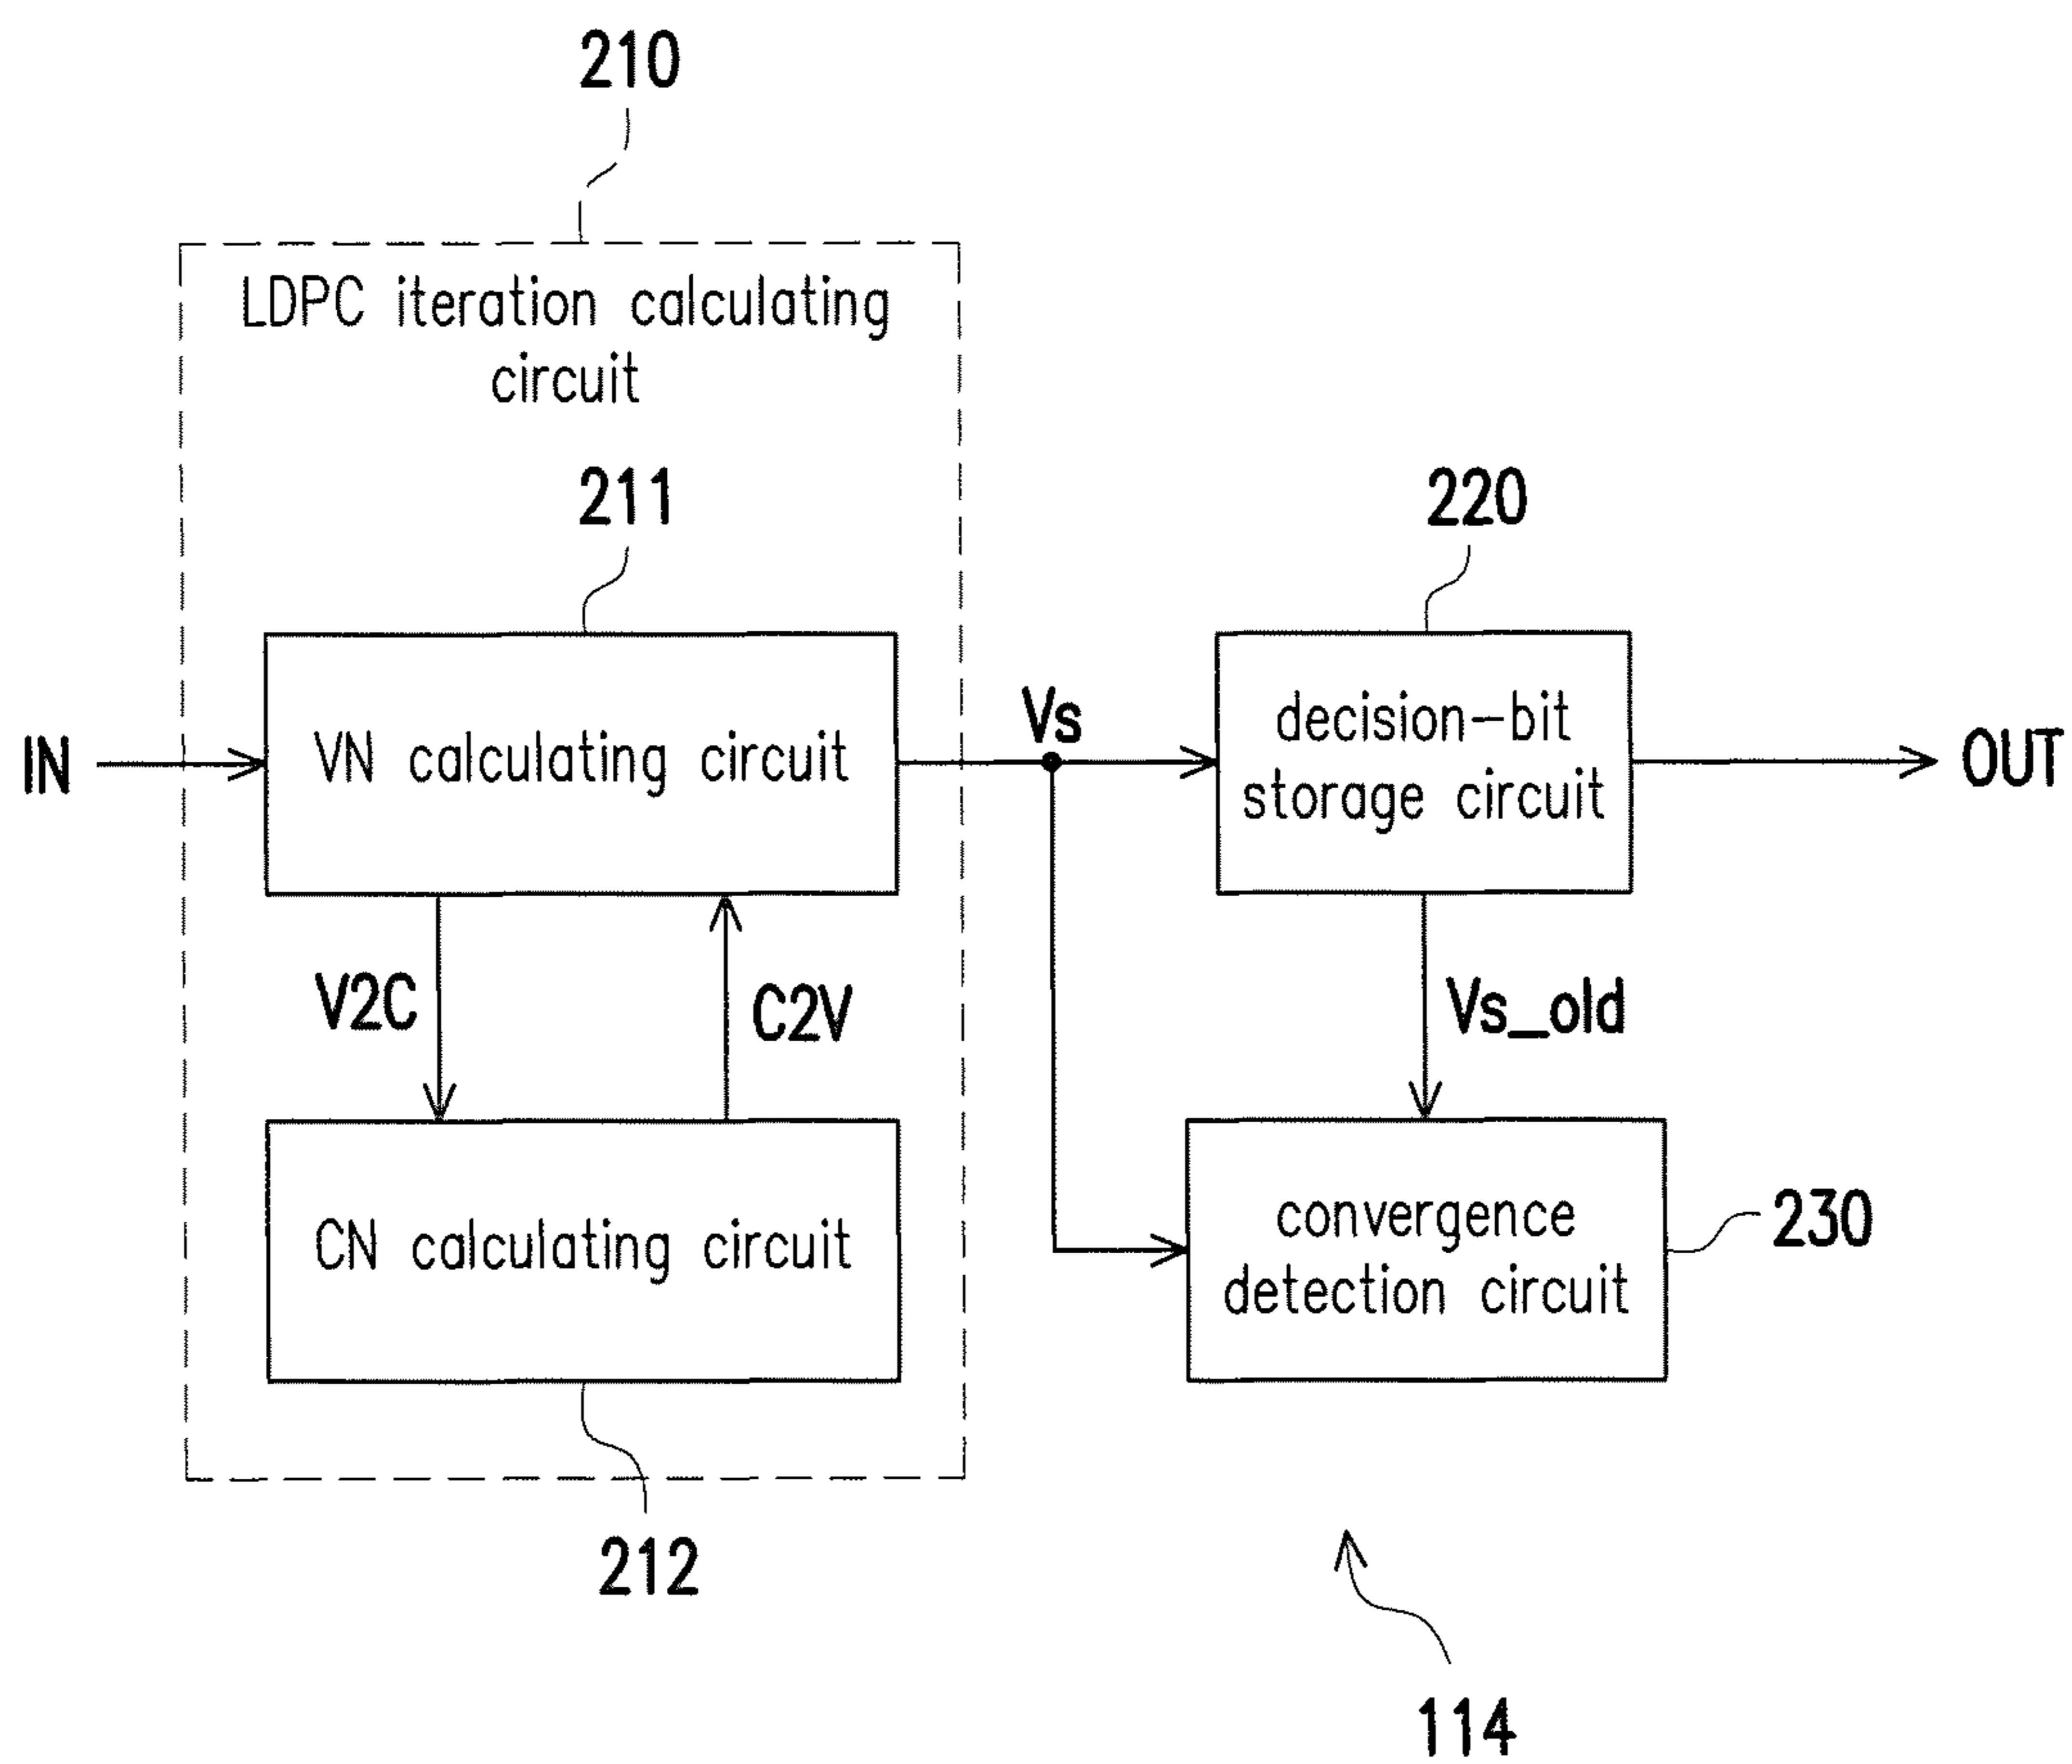 210
LDPC iteration calculating
circuit
211
220
IN
VN calculating circuit
Vs
decision-bit
storage circuit
OUT
V2C
C2V
Vs_old
CN calculating circuit
convergence
detection circuit
230
212
114